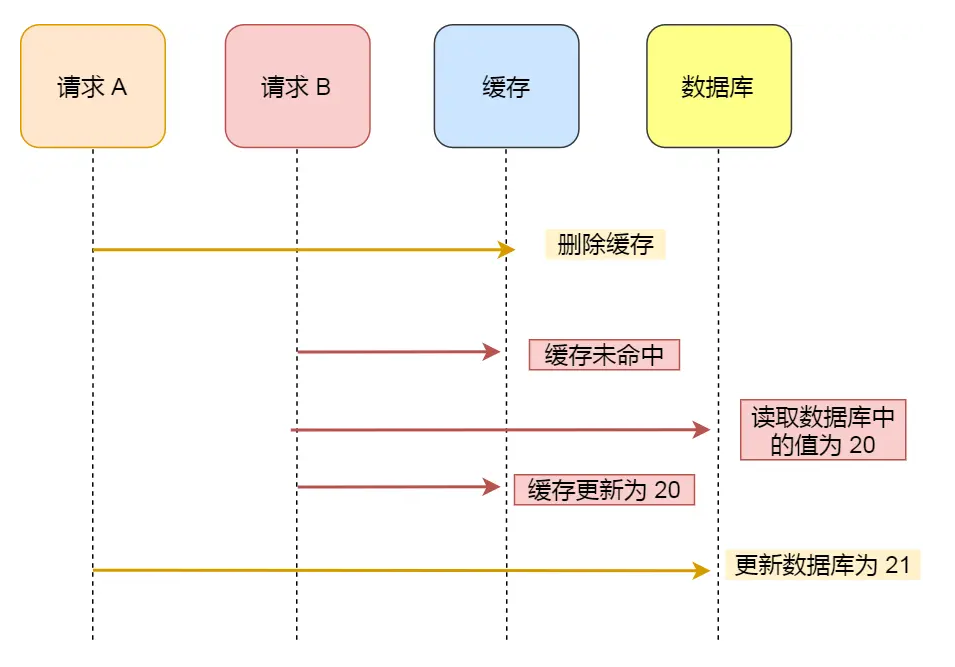 请求 A
请求 B
缓存
数据库
删除缓存
缓存未命中
读取数据库中
的值为 20
缓存更新为 20
更新数据库为 21